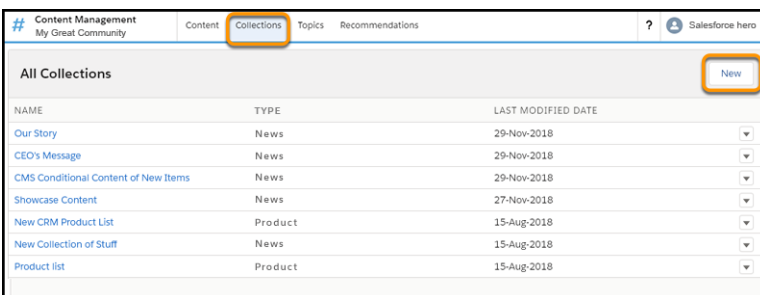 # Content Management
My Great Community
Content Collections Topics Recommendations ? Salesforce hero
All Collections New
NAME TYPE LAST MODIFIED DATE
Our Story News 29-Nov-2018
CEO's Message News 29-Nov-2018
CMS Conditional Content of New Items News 29-Nov-2018
Showcase Content News 27-Nov-2018
New CRM Product List Product 15-Aug-2018
New Collection of Stuff News 15-Aug-2018
Product list Product 15-Aug-2018